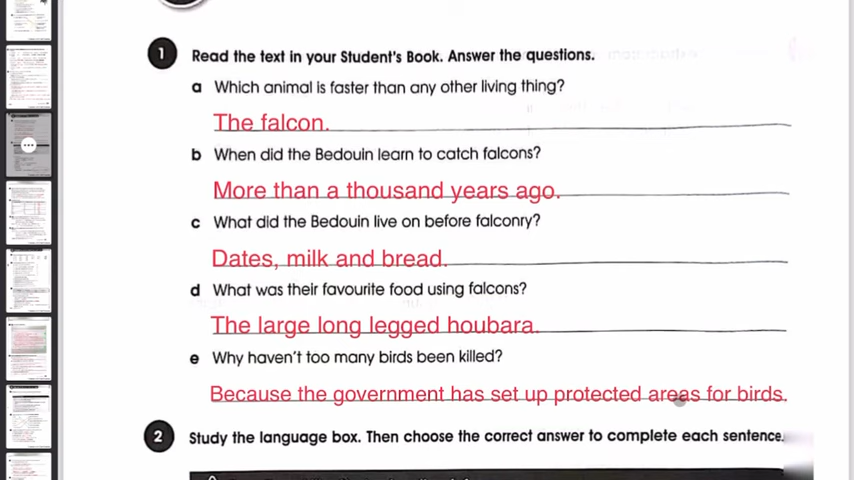 1 Read the text in your Student's Book. Answer the questions.
a Which animal is faster than any other living thing?
The falcon.
b When did the Bedouin learn to catch falcons?
More than a thousand years ago.
c What did the Bedouin live on before falconry?
Dates, milk and bread.
d What was their favourite food using falcons?
The large long legged houbara.
e Why haven't too many birds been killed?
Because the government has set up protected areas for birds.
2 Study the language box. Then choose the correct answer to complete each sentence.